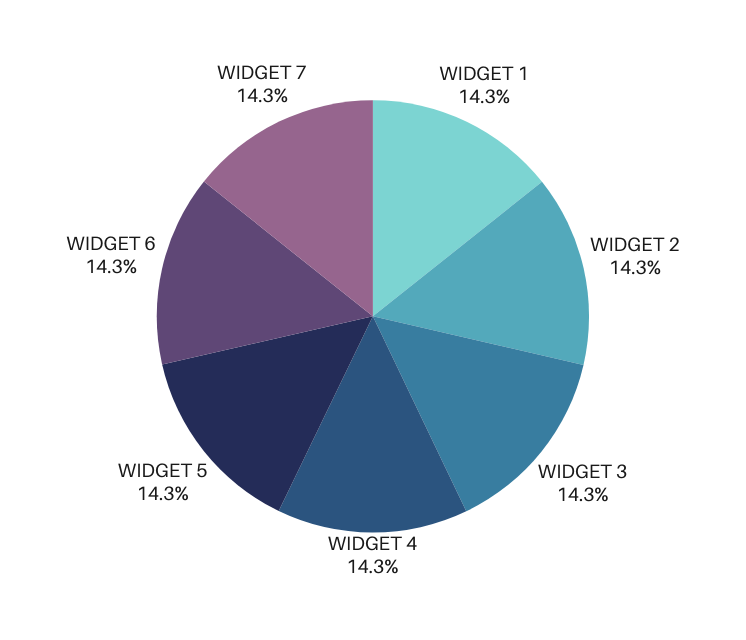 WIDGET 7
14.3%
WIDGET 1
14.3%
WIDGET 6
14.3%
WIDGET 2
14.3%
WIDGET 5
14.3%
WIDGET 3
14.3%
WIDGET 4
14.3%